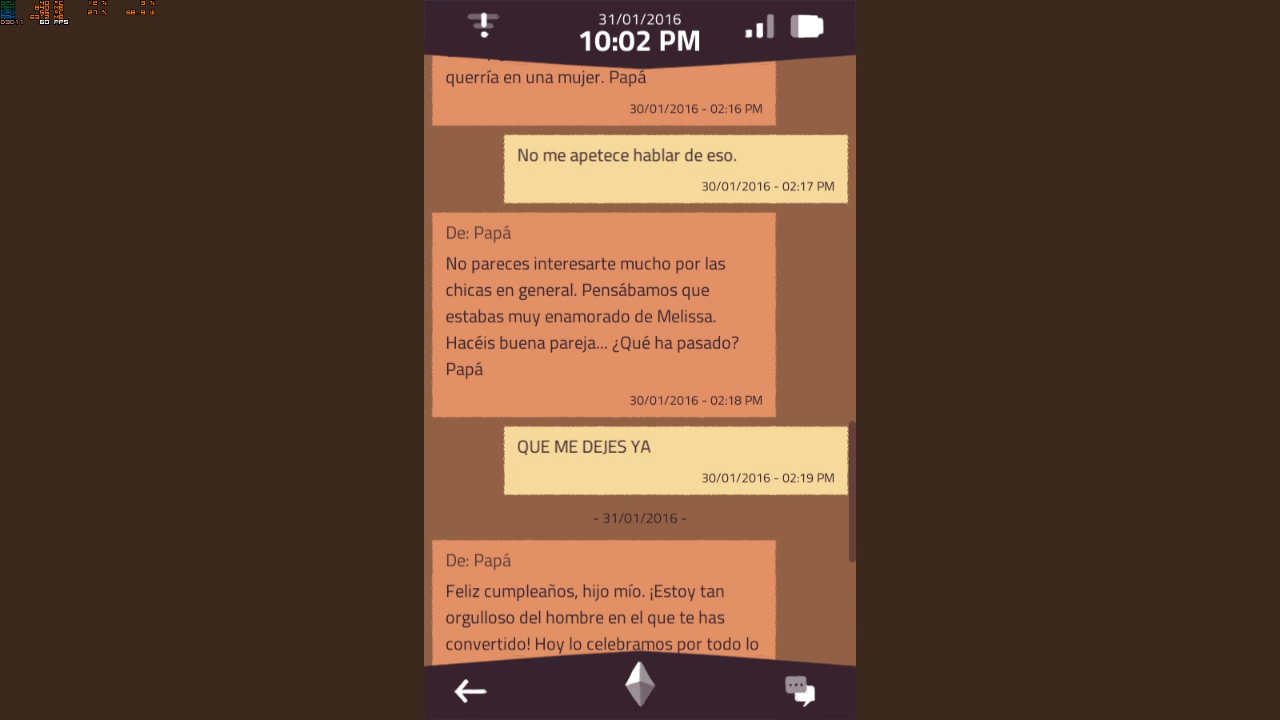 31/01/2016
10:02 PM
querría en una mujer. Papá
30/01/2016 - 02:16 PM
No me apetece hablar de eso.
30/01/2016 - 02:17 PM
De: Papá
No pareces interesarte mucho por las
chicas en general. Pensábamos que
estabas muy enamorado de Melissa.
Hacéis buena pareja... ¿Qué ha pasado?
Papá
30/01/2016 - 02:18 PM
QUE ME DEJES YA
30/01/2016 - 02:19 PM
- 31/01/2016 -
De: Papá
Feliz cumpleaños, hijo mío. ¡Estoy tan
orgulloso del hombre en el que te has
convertido! Hoy lo celebramos por todo lo